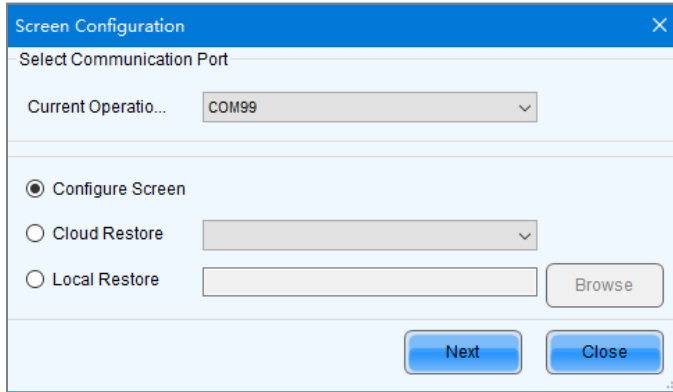 Screen Configuration
Select Communication Port
Current Operatio... COM99
Configure Screen
Cloud Restore
Local Restore Browse
Next Close